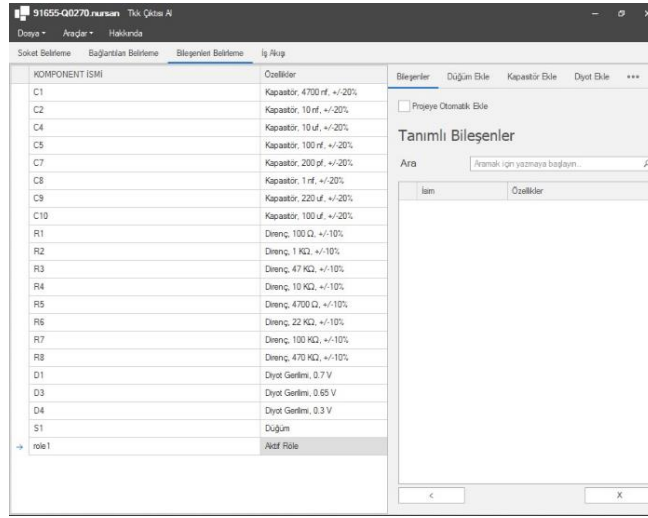 91655-Q0270.nursan Tkk Çıktısı Al
Dosya Araçlar Hakkında
Soket Belirleme Bağlantıları Belirleme Bileşenleri Belirleme İş Akışı
KOMPONENT İSMİ Özellikler
C1 Kapasitör, 4700 nf, +/-20%
C2 Kapasitör, 10 nf, +/-20%
C4 Kapasitör, 10 uf, +/-20%
C5 Kapasitör, 100 nf, +/-20%
C7 Kapasitör, 200 pf, +/-20%
C8 Kapasitör, 1 nf, +/-20%
C9 Kapasitör, 220 uf, +/-20%
C10 Kapasitör, 100 uf, +/-20%
R1 Direnç, 100 Ω, +/-10%
R2 Direnç, 1 KΩ, +/-10%
R3 Direnç, 47 KΩ, +/-10%
R4 Direnç, 10 KΩ, +/-10%
R5 Direnç, 4700 Ω, +/-10%
R6 Direnç, 22 KΩ, +/-10%
R7 Direnç, 100 KΩ, +/-10%
R8 Direnç, 470 KΩ, +/-10%
D1 Diyot Gerilimi, 0.7 V
D3 Diyot Gerilimi, 0.65 V
D4 Diyot Gerilimi, 0.3 V
S1 Düğüm
role1 Aktif Röle
Bileşenler Düğüm Ekle Kapasitör Ekle Diyot Ekle •••
Projeye Otomatik Ekle
Tanımlı Bileşenler
Ara Aramak için yazmaya başlayın...
İsim Özellikler
< X